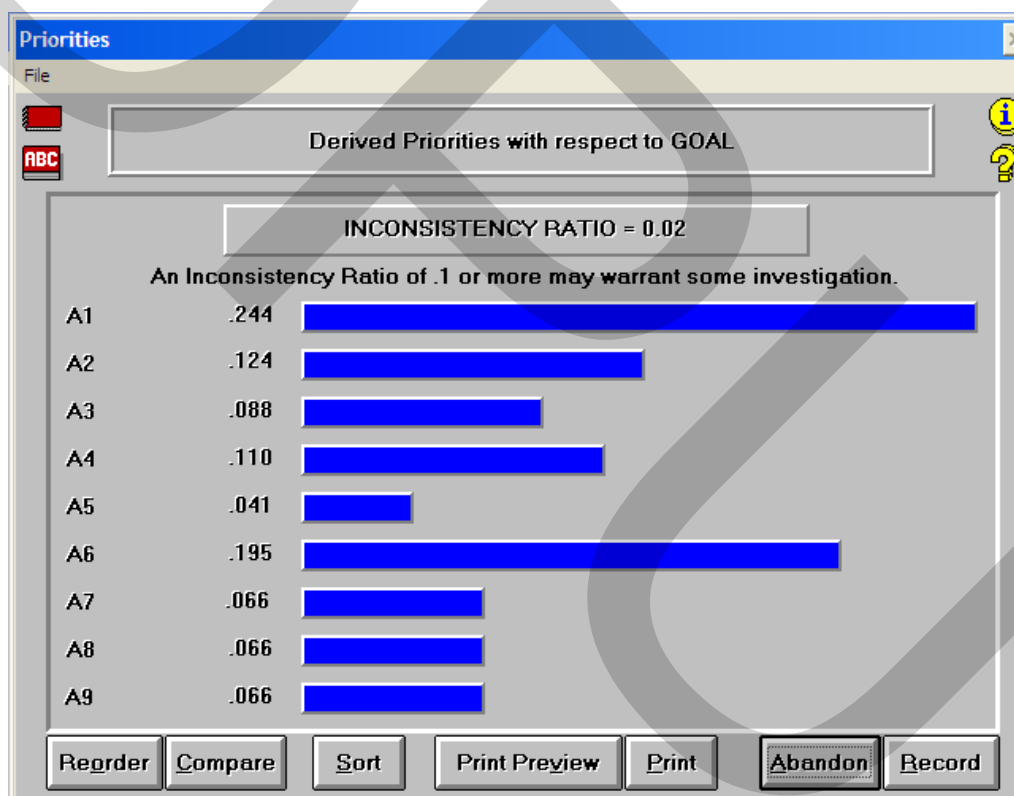 Priorities
File
ABC
Derived Priorities with respect to GOAL
INCONSISTENCY RATIO = 0.02
An Inconsistency Ratio of .1 or more may warrant some investigation.
A1 .244
A2 .124
A3 .088
A4 .110
A5 .041
A6 .195
A7 .066
A8 .066
A9 .066
Reorder Compare Sort Print Preview Print Abandon Record